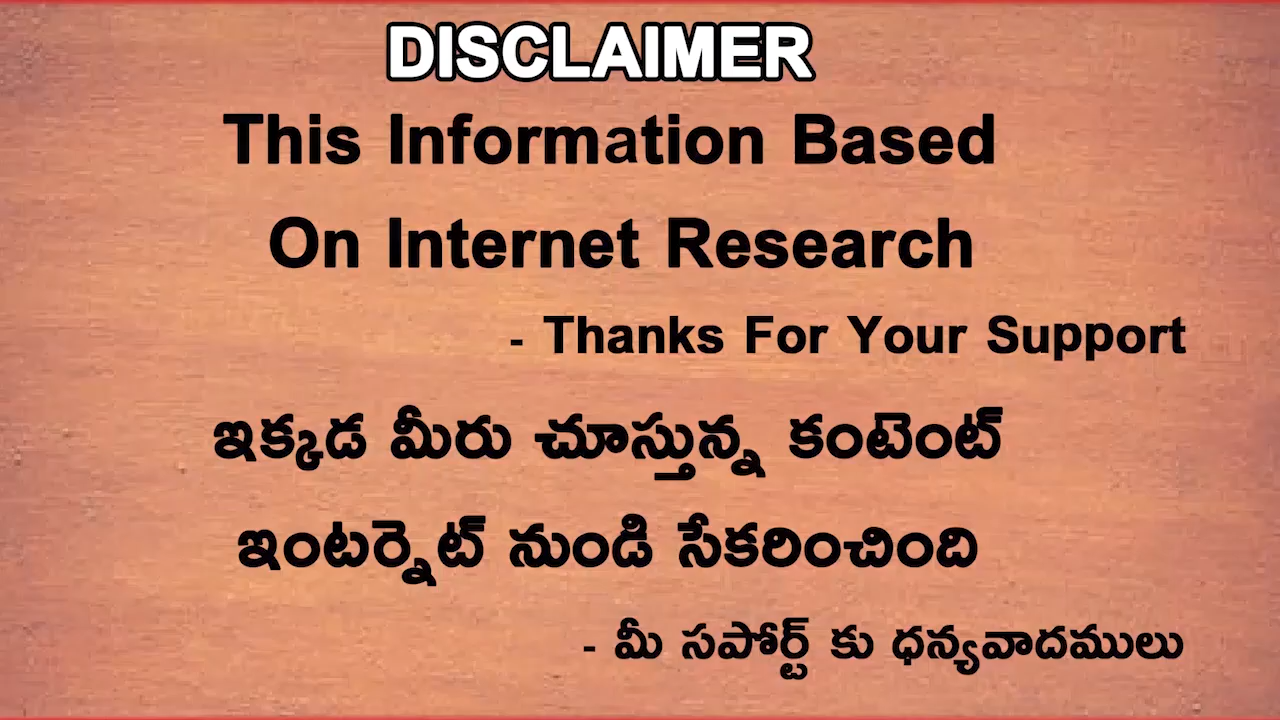 DISCLAIMER
This Information Based
On Internet Research
- Thanks For Your Support
ఇక్కడ మీరు చూస్తున్న కంటెంట్
ఇంటర్నెట్ నుండి సేకరించింది
- మీ సపోర్ట్ కు ధన్యవాదములు